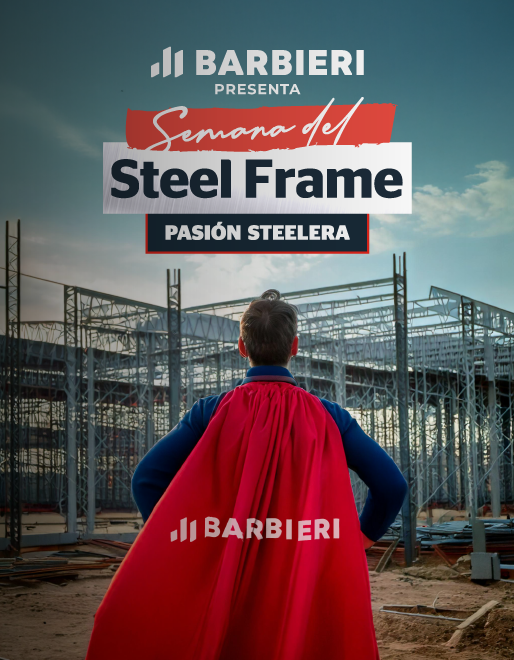 BARBIERI
PRESENTA
Semana del
Steel Frame
PASIÓN STEELERA
BARBIERI